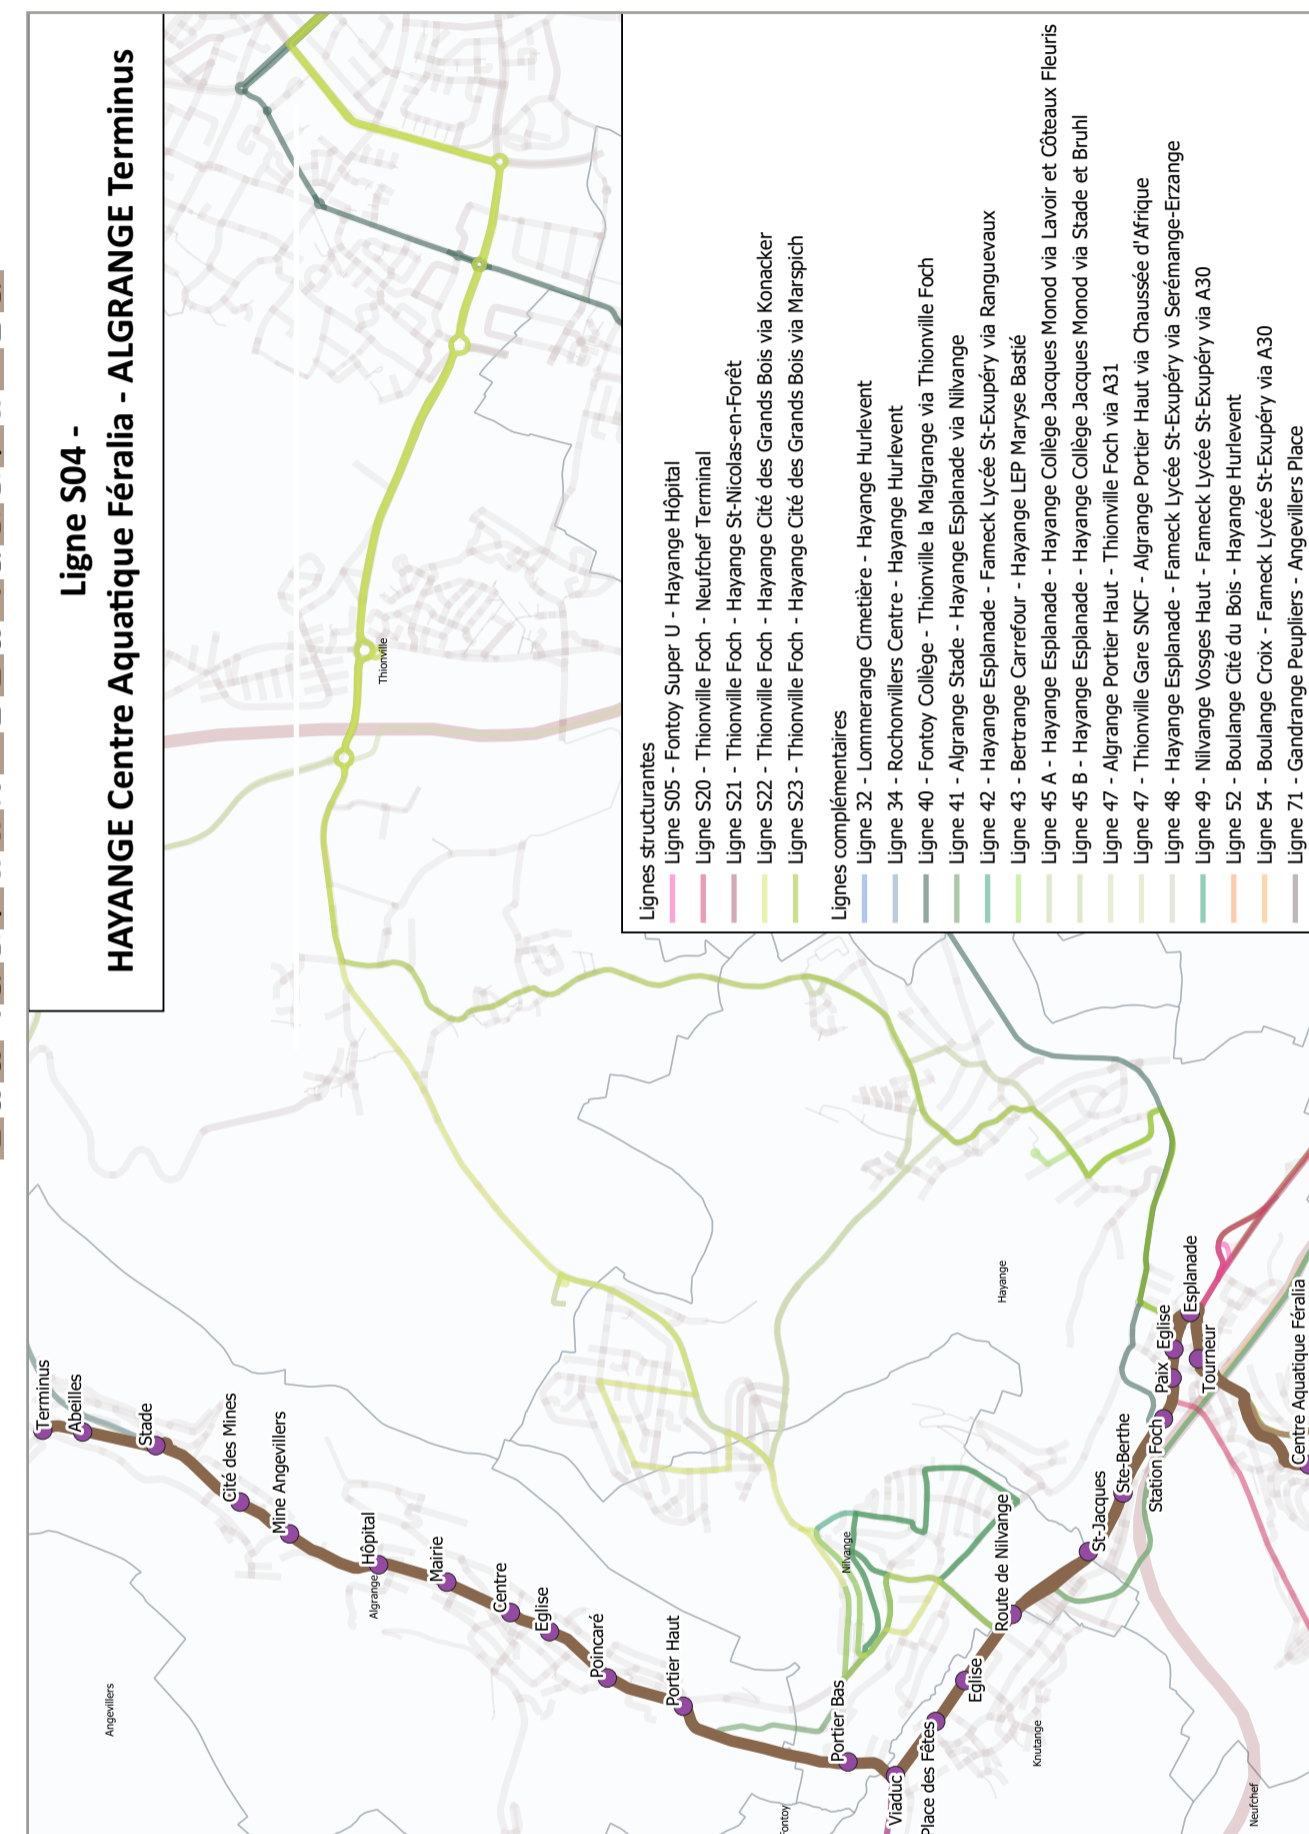 Ligne S04 -
HAYANGE Centre Aquatique Féralia - ALGRANGE Terminus
Lignes structurantes
Ligne S05 - Fontoy Super U - Hayange Hôpital
Ligne S20 - Thionville Foch - Neufchef Terminal
Ligne S21 - Thionville Foch - Hayange St-Nicolas-en-Forêt
Ligne S22 - Thionville Foch - Hayange Cité des Grands Bois via Konacker
Ligne S23 - Thionville Foch - Hayange Cité des Grands Bois via Marspich
Lignes complémentaires
Ligne 32 - Lommerange Cimetière - Hayange Hurlevent
Ligne 34 - Rochonvillers Centre - Hayange Hurlevent
Ligne 40 - Fontoy Collège - Thionville la Malgrange via Thionville Foch
Ligne 41 - Algrange Stade - Hayange Esplanade via Nilvange
Ligne 42 - Hayange Esplanade - Fameck Lycée St-Exupéry via Ranguevaux
Ligne 43 - Bertrange Carrefour - Hayange LEP Maryse Bastié
Ligne 45 A - Hayange Esplanade - Hayange Collège Jacques Monod via Lavoir et Côteaux Fleuris
Ligne 45 B - Hayange Esplanade - Hayange Collège Jacques Monod via Stade et Bruhl
Ligne 47 - Algrange Portier Haut - Thionville Foch via A31
Ligne 47 - Thionville Gare SNCF - Algrange Portier Haut via Chaussée d'Afrique
Ligne 48 - Hayange Esplanade - Fameck Lycée St-Exupéry via Serémange-Erzange
Ligne 49 - Nilvange Vosges Haut - Fameck Lycée St-Exupéry via A30
Ligne 52 - Boulange Cité du Bois - Hayange Hurlevent
Ligne 54 - Boulange Croix - Fameck Lycée St-Exupéry via A30
Ligne 71 - Gandrange Peupliers - Angevillers Place
Thionville
Terminus
Abeilles
Stade
Cité des Mines
Mine Angevillers
Hôpital
Algrange
Mairie
Centre
Eglise
Poincaré
Portier Haut
Portier Bas
Viaduc
Place des Fêtes
Eglise
Route de Nilvange
St-Jacques
Ste-Berthe
Station Foch
Paix
Eglise
Esplanade
Tourneur
Centre Aquatique Féralia
Angevillers
Nilvange
Hayange
Knutange
Neufchef